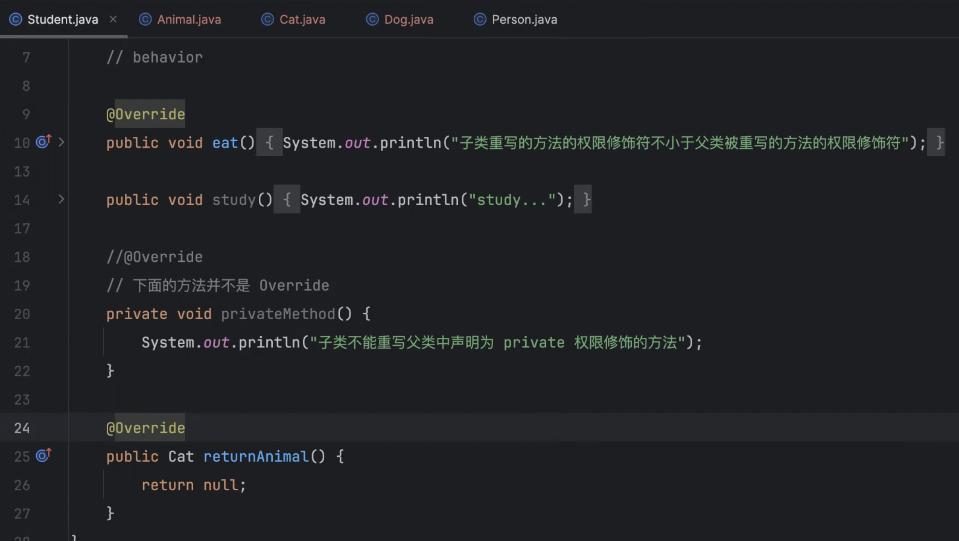 Student.java × Animal.java Cat.java Dog.java Person.java
7 // behavior
8
9 @Override
10 public void eat() { System.out.println("子类重写的方法的权限修饰符不小于父类被重写的方法的权限修饰符"); }
13
14 public void study() { System.out.println("study..."); }
17
18 //@Override
19 // 下面的方法并不是 Override
20 private void privateMethod() {
21 System.out.println("子类不能重写父类中声明为 private 权限修饰的方法");
22 }
23
24 @Override
25 public Cat returnAnimal() {
26 return null;
27 }
28 }